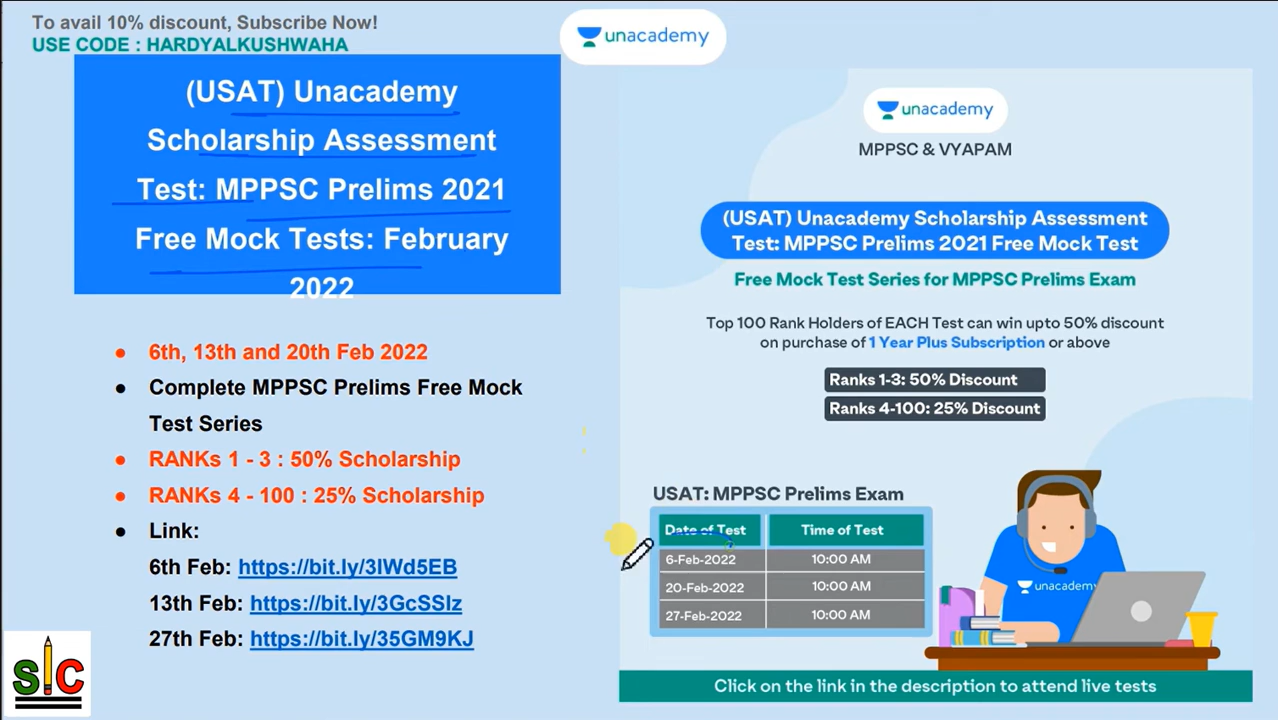 To avail 10% discount, Subscribe Now!
USE CODE : HARDYALKUSHWAHA
unacademy
(USAT) Unacademy
Scholarship Assessment
Test: MPPSC Prelims 2021
Free Mock Tests: February
2022
6th, 13th and 20th Feb 2022
Complete MPPSC Prelims Free Mock
Test Series
RANKs 1 - 3 : 50% Scholarship
RANKs 4 - 100 : 25% Scholarship
Link:
6th Feb: https://bit.ly/3IWd5EB
13th Feb: https://bit.ly/3GcSSIz
27th Feb: https://bit.ly/35GM9KJ
SIC
unacademy
MPPSC & VYAPAM
(USAT) Unacademy Scholarship Assessment
Test: MPPSC Prelims 2021 Free Mock Test
Free Mock Test Series for MPPSC Prelims Exam
Top 100 Rank Holders of EACH Test can win upto 50% discount
on purchase of 1 Year Plus Subscription or above
Ranks 1-3: 50% Discount
Ranks 4-100: 25% Discount
USAT: MPPSC Prelims Exam
Date of Test Time of Test
6-Feb-2022 10:00 AM
20-Feb-2022 10:00 AM
27-Feb-2022 10:00 AM
unacademy
Click on the link in the description to attend live tests